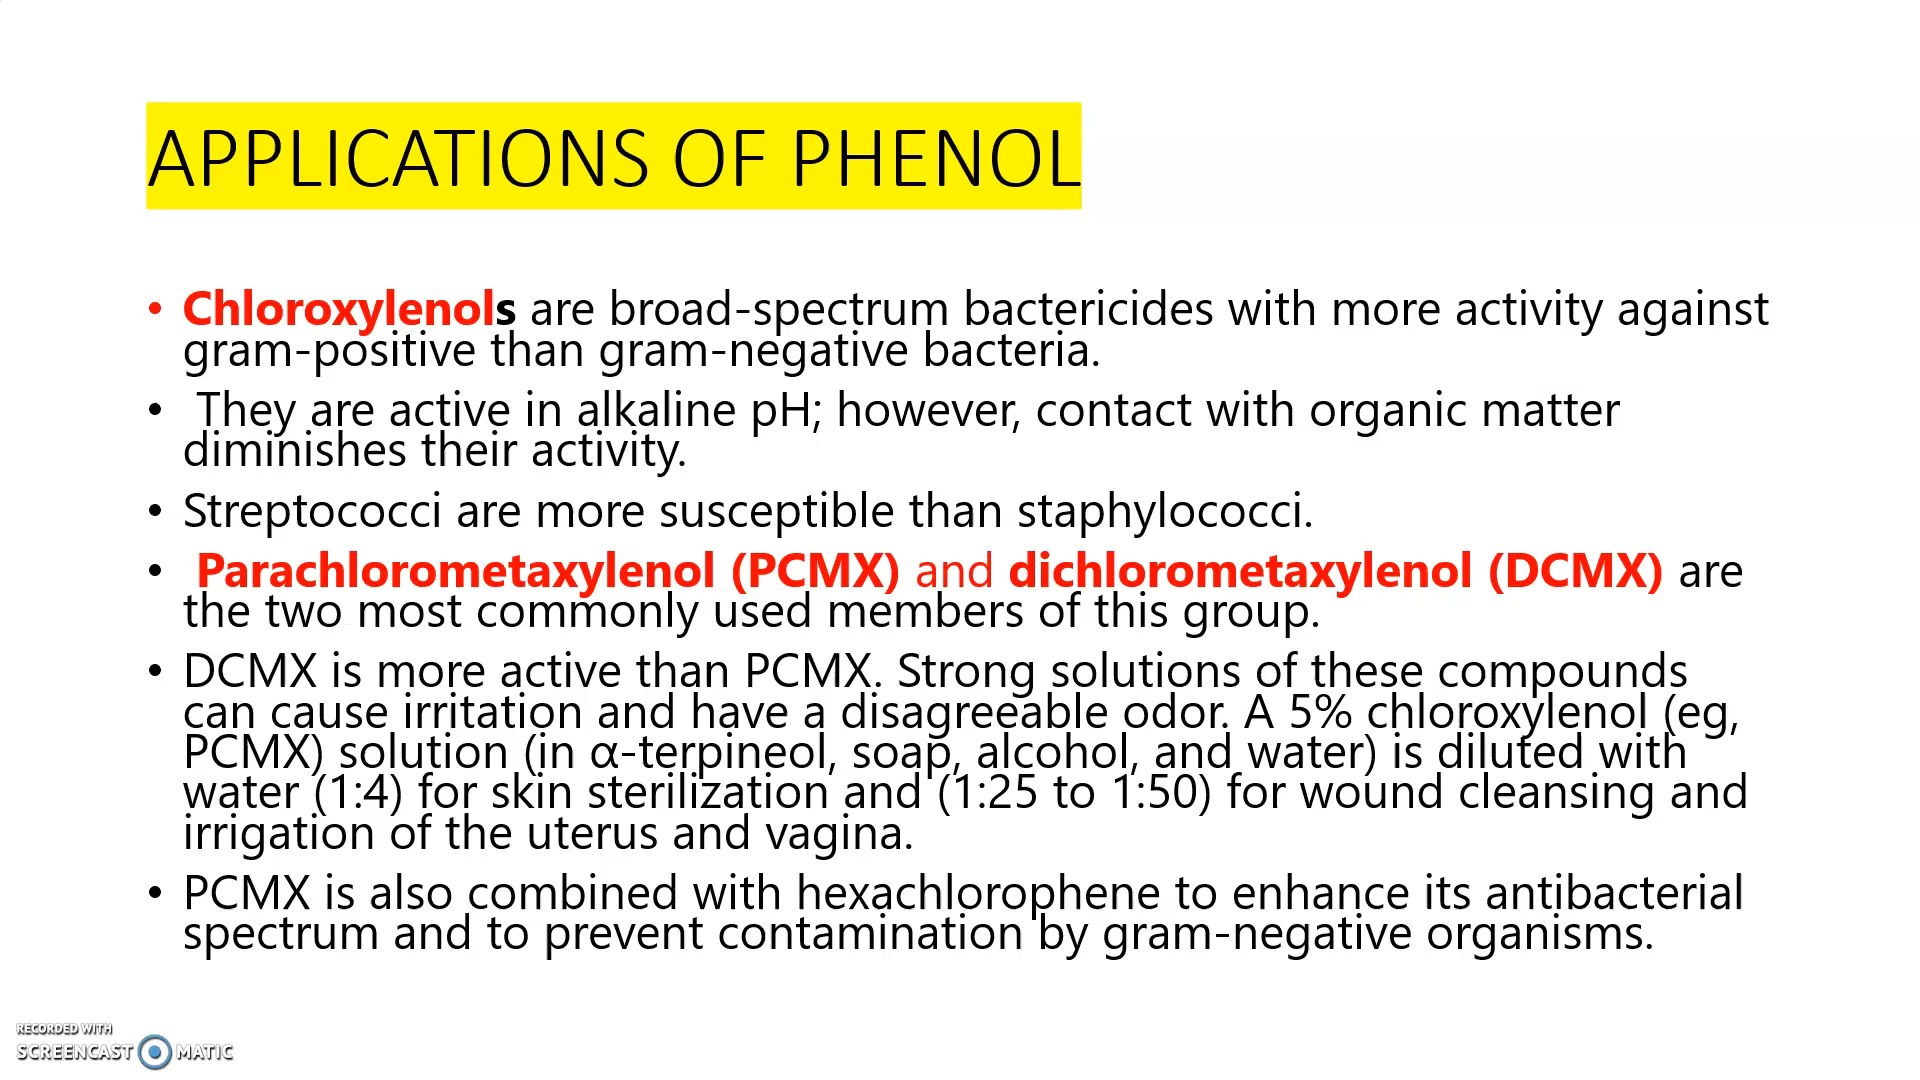 APPLICATIONS OF PHENOL
• Chloroxylenols are broad-spectrum bactericides with more activity against
gram-positive than gram-negative bacteria.
• They are active in alkaline pH; however, contact with organic matter
diminishes their activity.
• Streptococci are more susceptible than staphylococci.
• Parachlorometaxylenol (PCMX) and dichlorometaxylenol (DCMX) are
the two most commonly used members of this group.
• DCMX is more active than PCMX. Strong solutions of these compounds
can cause irritation and have a disagreeable odor. A 5% chloroxylenol (eg,
PCMX) solution (in α-terpineol, soap, alcohol, and water) is diluted with
water (1:4) for skin sterilization and (1:25 to 1:50) for wound cleansing and
irrigation of the uterus and vagina.
• PCMX is also combined with hexachlorophene to enhance its antibacterial
spectrum and to prevent contamination by gram-negative organisms.
RECORDED WITH
SCREENCAST MATIC